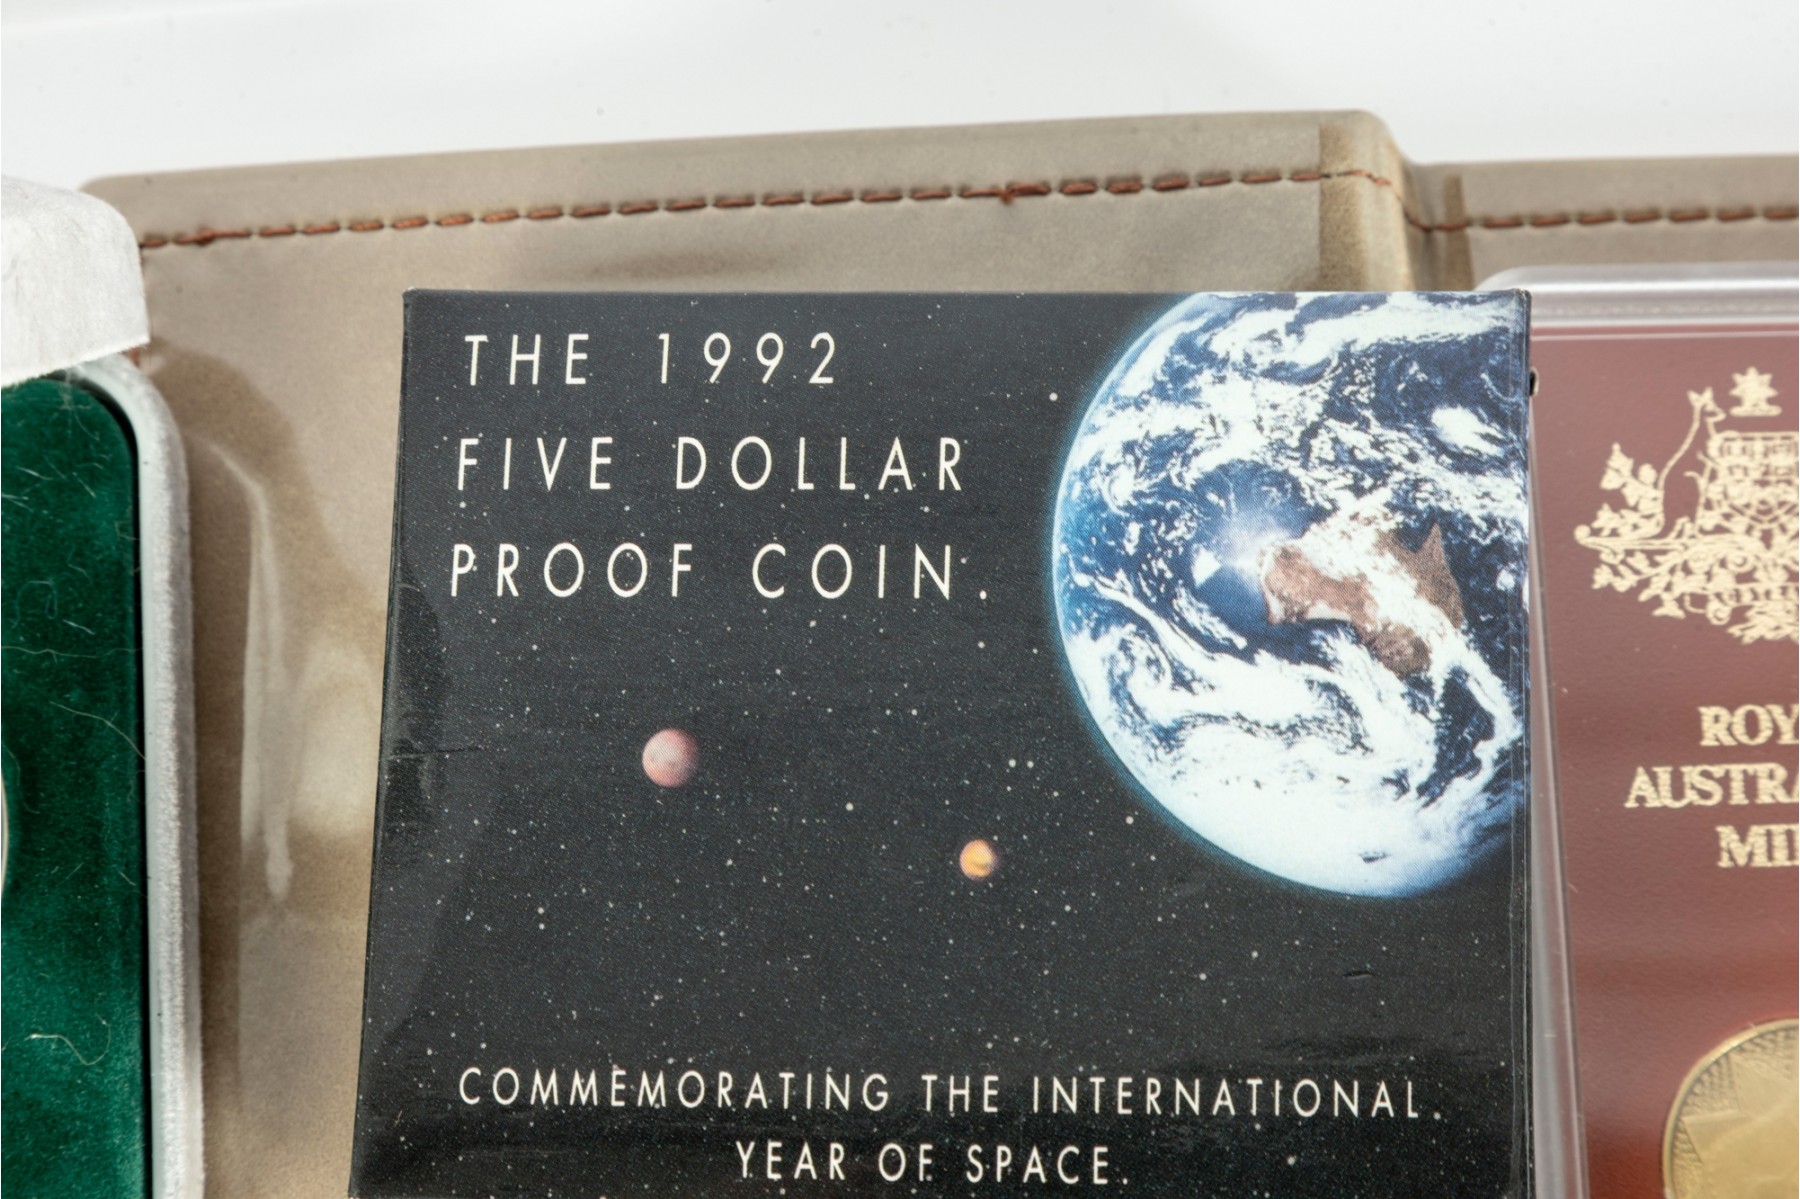 THE 1992
FIVE DOLLAR
PROOF COIN.
COMMEMORATING THE INTERNATIONAL
YEAR OF SPACE.